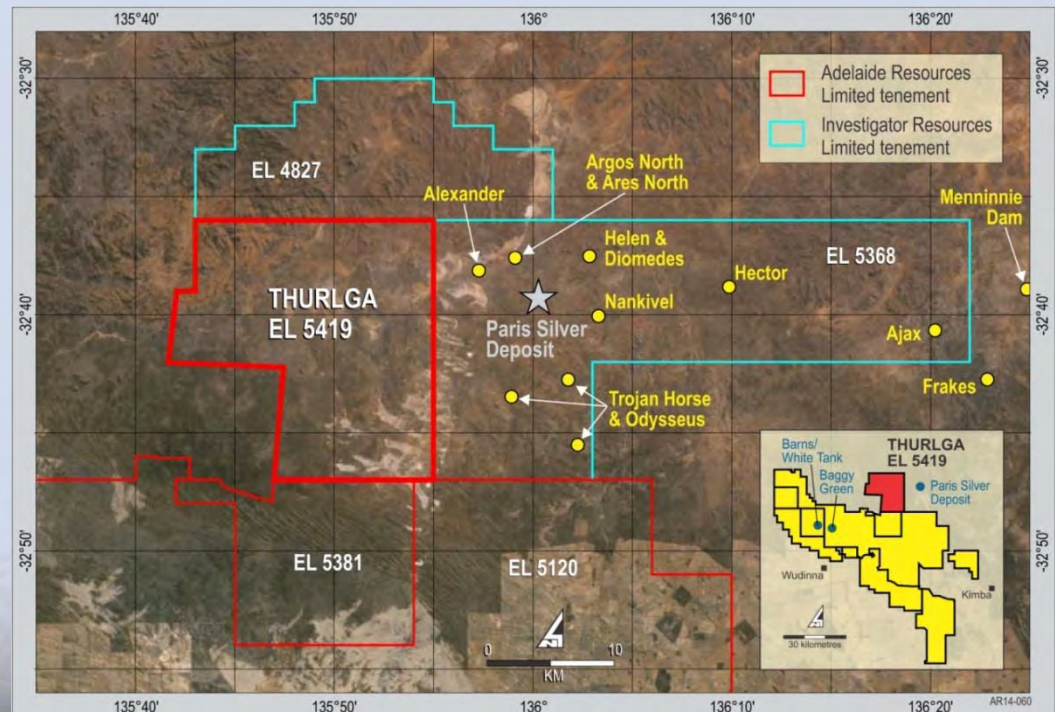 135°40'
135°50'
136°
136°10'
136°20'
-32°30'
-32°30'
Adelaide Resources
Limited tenement
Investigator Resources
Limited tenement
EL 4827
Argos North
& Ares North
Alexander
Menninnie
Dam
Helen &
Diomedes
EL 5368
Hector
THURLGA
EL 5419
-32°40'
-32°40'
Nankivel
Paris Silver
Deposit
Ajax
Frakes
Trojan Horse
& Odysseus
Barns/
White Tank
THURLGA
EL 5419
Baggy
Green
Paris Silver
Deposit
-32°50'
-32°50'
EL 5381
EL 5120
Wudinna
Kimba
30 kilometres
0
10
KM
AR14-060
135°40'
135°50'
136°
136°10'
136°20'